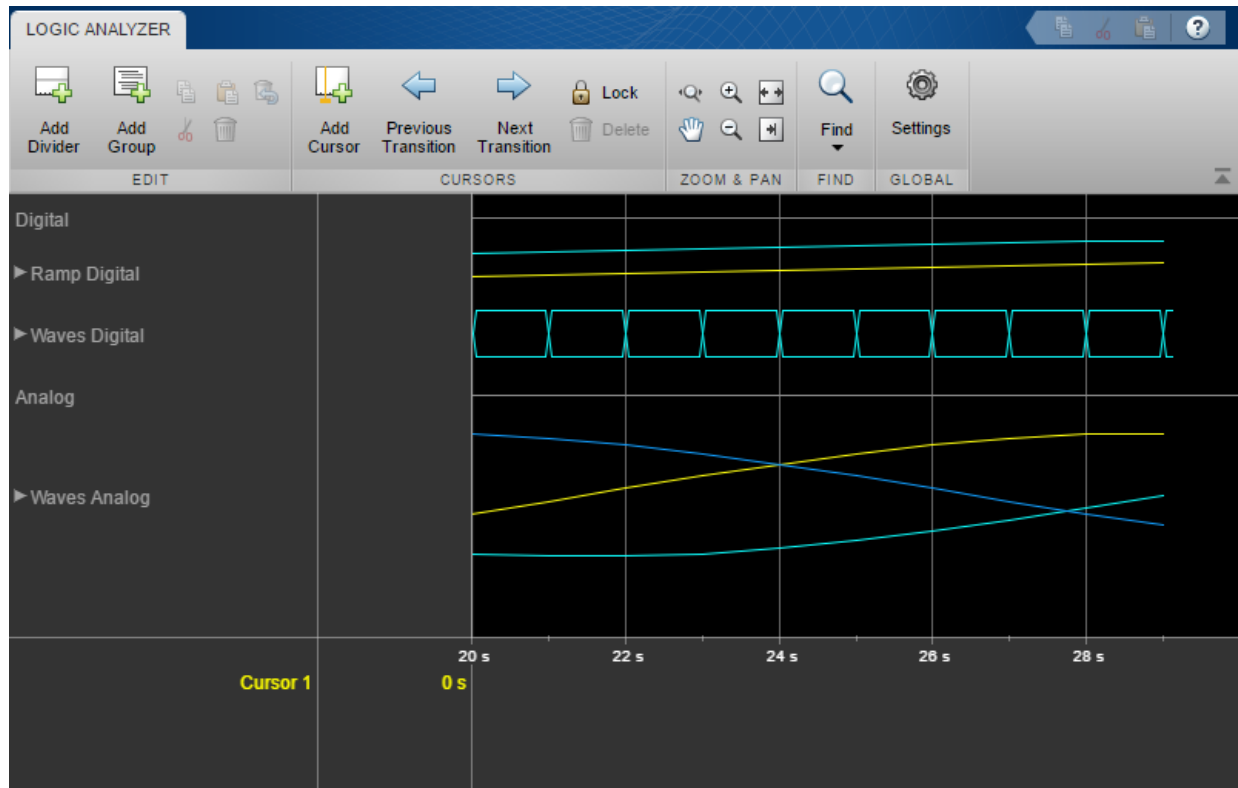 LOGIC ANALYZER
?
Add
Divider
Add
Group
Add
Cursor
Previous
Transition
Next
Transition
Lock
Delete
Find
Settings
EDIT
CURSORS
ZOOM & PAN
FIND
GLOBAL
Digital
Ramp Digital
Waves Digital
Analog
Waves Analog
20 s 22 s 24 s 26 s 28 s
Cursor 1 0 s